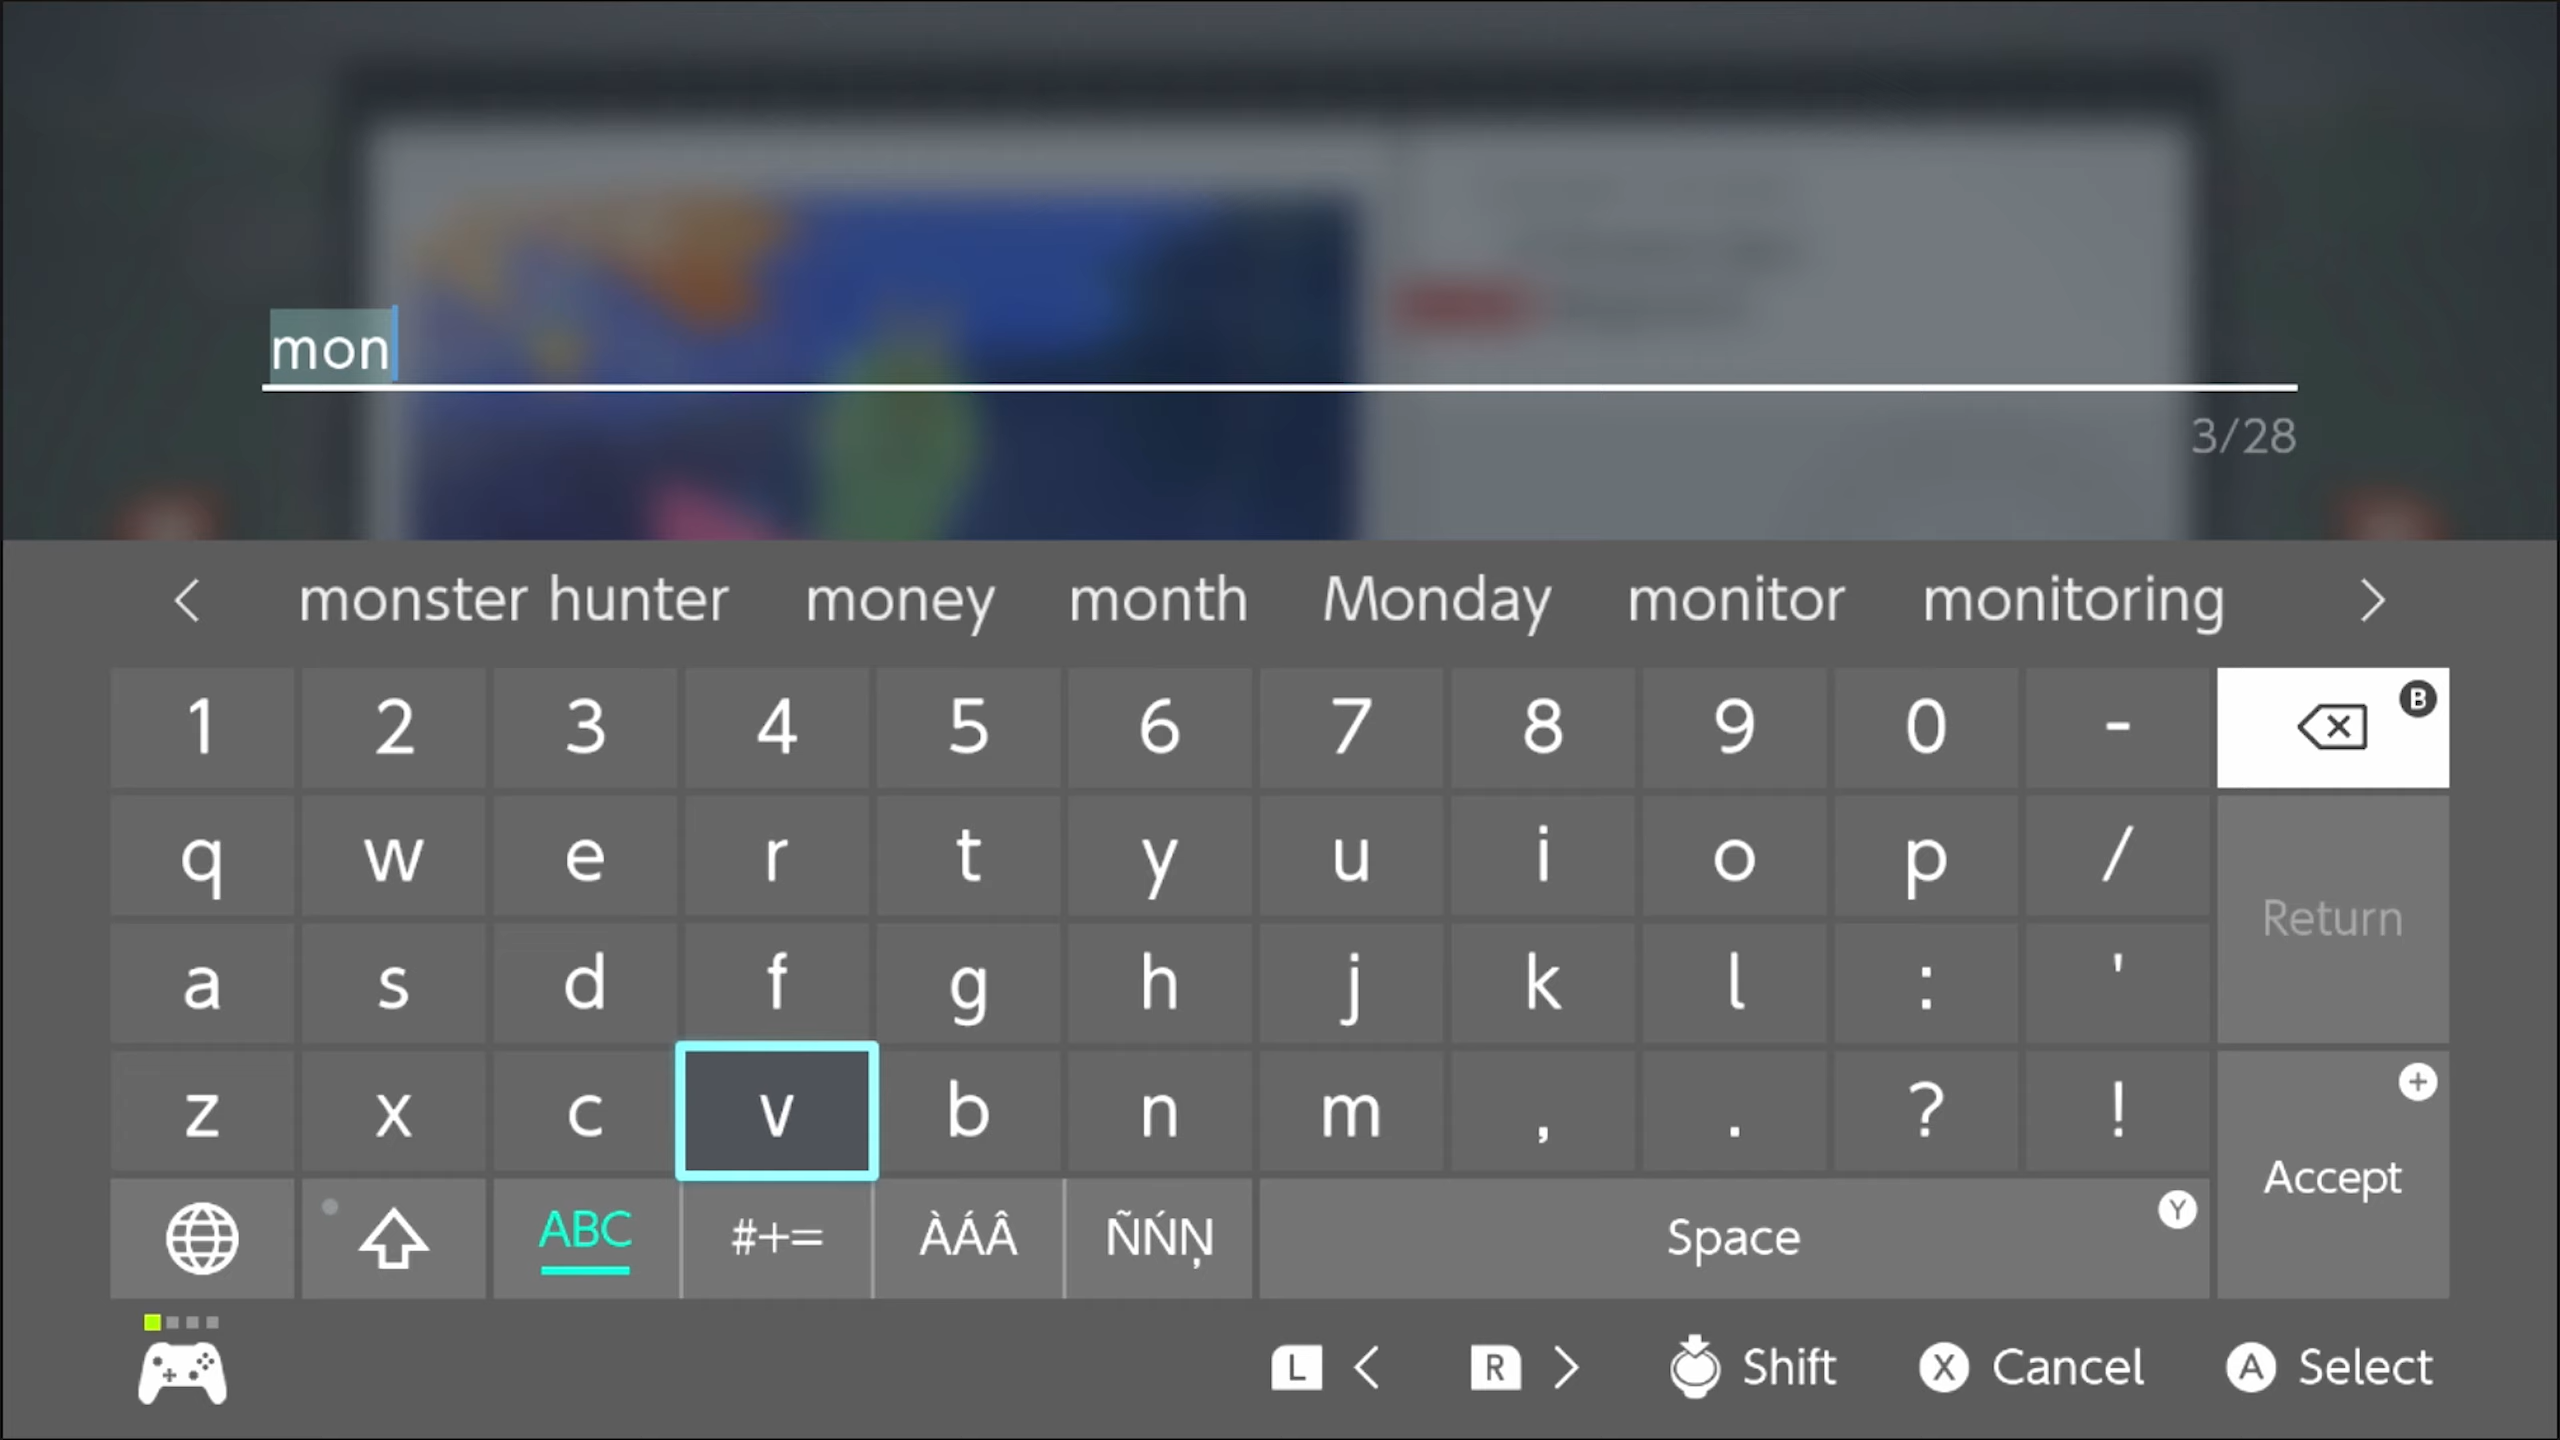 mon
3/28
monster hunter money month Monday monitor monitoring
1 2 3 4 5 6 7 8 9 0 - B
q w e r t y u i o p /
Return
a s d f g h j k l : '
z x c v b n m , . ? ! +
Accept
ABC #+= ÀÁÂ ÑŃŅ Space Y
L < R > Shift X Cancel A Select